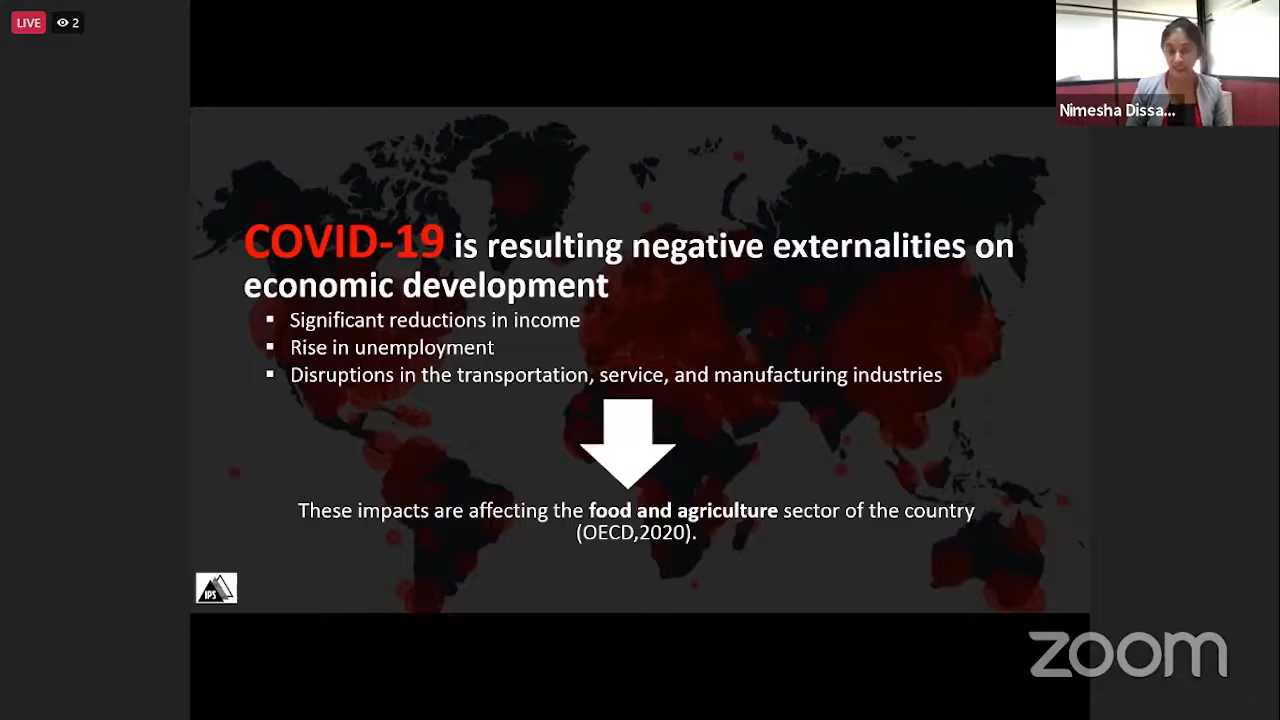 LIVE 2
Nimesha Dissa...
COVID-19 is resulting negative externalities on
economic development
▪ Significant reductions in income
▪ Rise in unemployment
▪ Disruptions in the transportation, service, and manufacturing industries
These impacts are affecting the food and agriculture sector of the country
(OECD,2020).
IPS
zoom